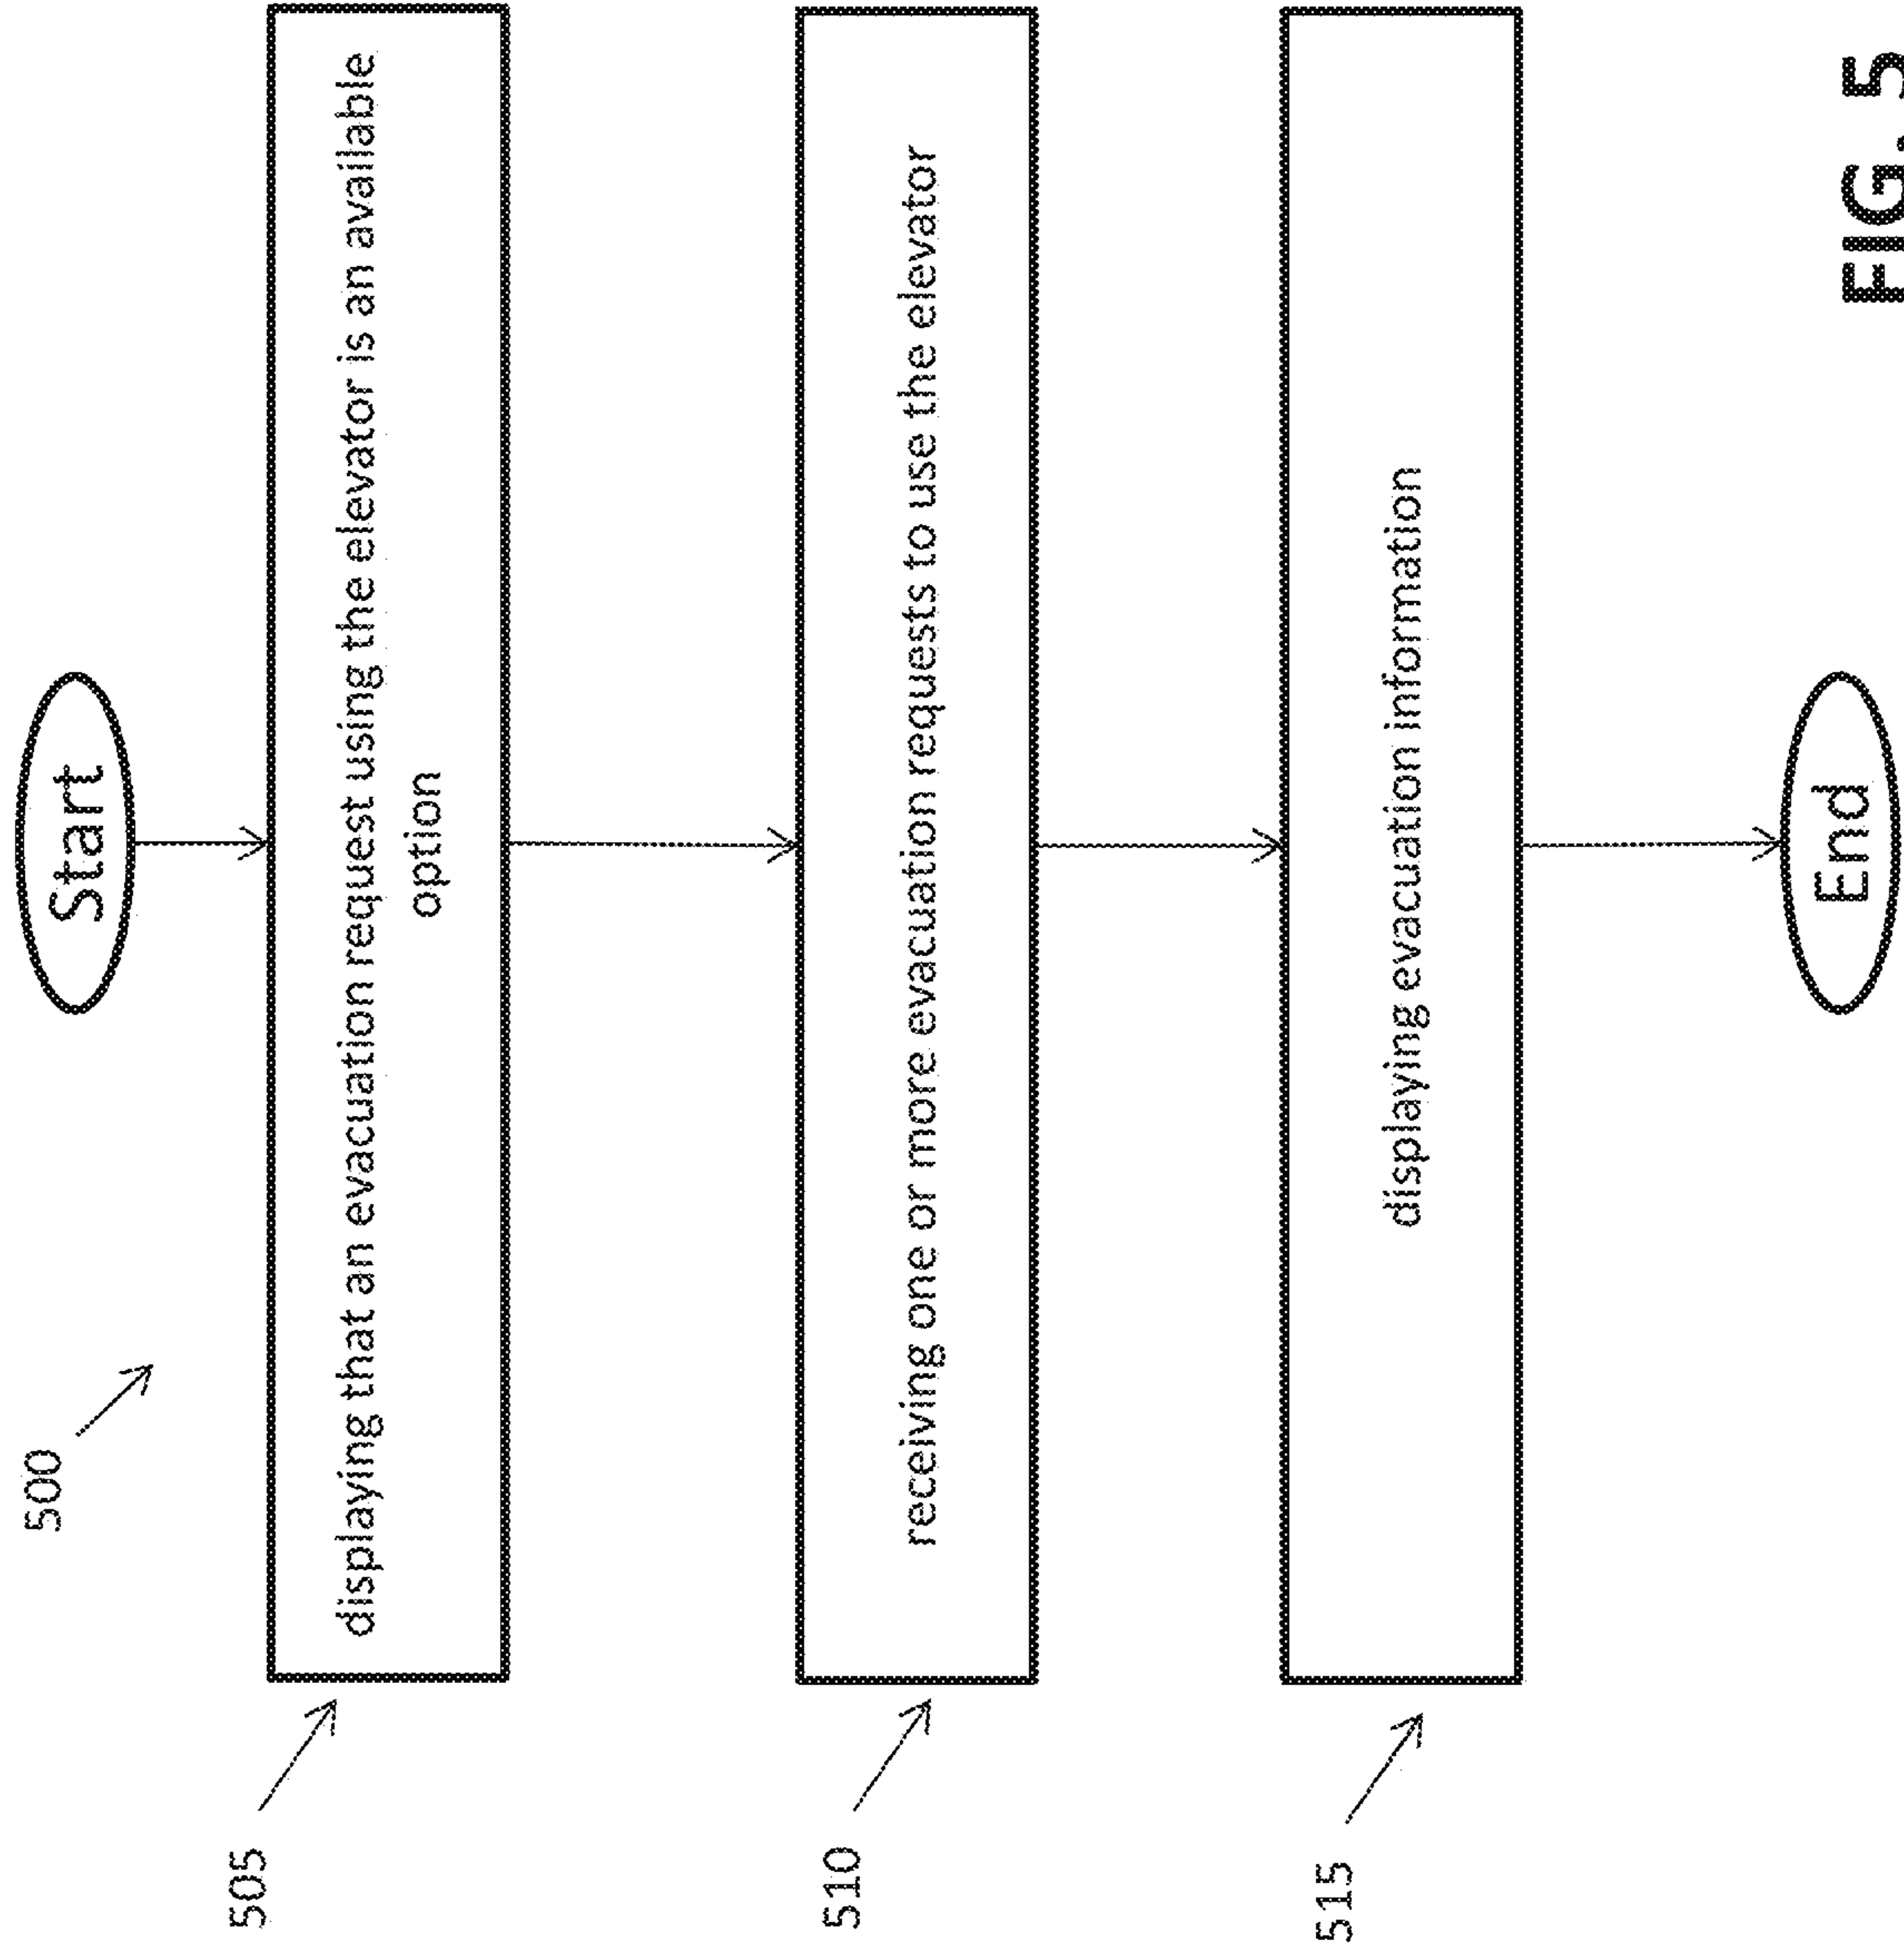 500
Start
505
displaying that an evacuation request using the elevator is an available
option
510
receiving one or more evacuation requests to use the elevator
515
displaying evacuation information
End
FIG. 5